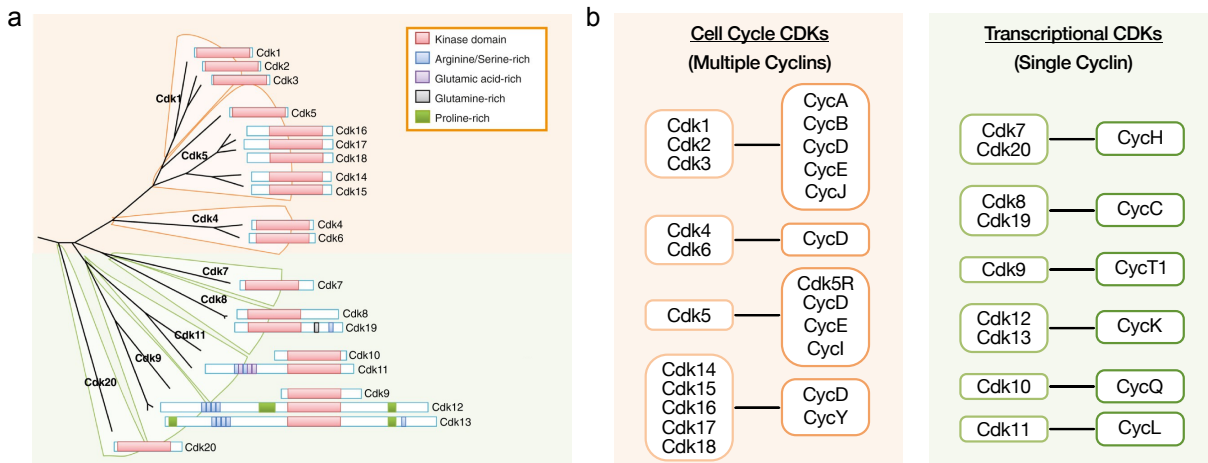 a
Kinase domain
Arginine/Serine-rich
Glutamic acid-rich
Glutamine-rich
Proline-rich
Cdk1
Cdk2
Cdk3
Cdk1
Cdk5
Cdk16
Cdk17
Cdk18
Cdk5
Cdk14
Cdk15
Cdk4
Cdk4
Cdk6
Cdk7
Cdk7
Cdk8
Cdk8
Cdk19
Cdk11
Cdk10
Cdk11
Cdk9
Cdk9
Cdk12
Cdk13
Cdk20
Cdk20
b
Cell Cycle CDKs
(Multiple Cyclins)
Cdk1
Cdk2
Cdk3
CycA
CycB
CycD
CycE
CycJ
Cdk4
Cdk6
CycD
Cdk5
Cdk5R
CycD
CycE
CycI
Cdk14
Cdk15
Cdk16
Cdk17
Cdk18
CycD
CycY
Transcriptional CDKs
(Single Cyclin)
Cdk7
Cdk20
CycH
Cdk8
Cdk19
CycC
Cdk9
CycT1
Cdk12
Cdk13
CycK
Cdk10
CycQ
Cdk11
CycL